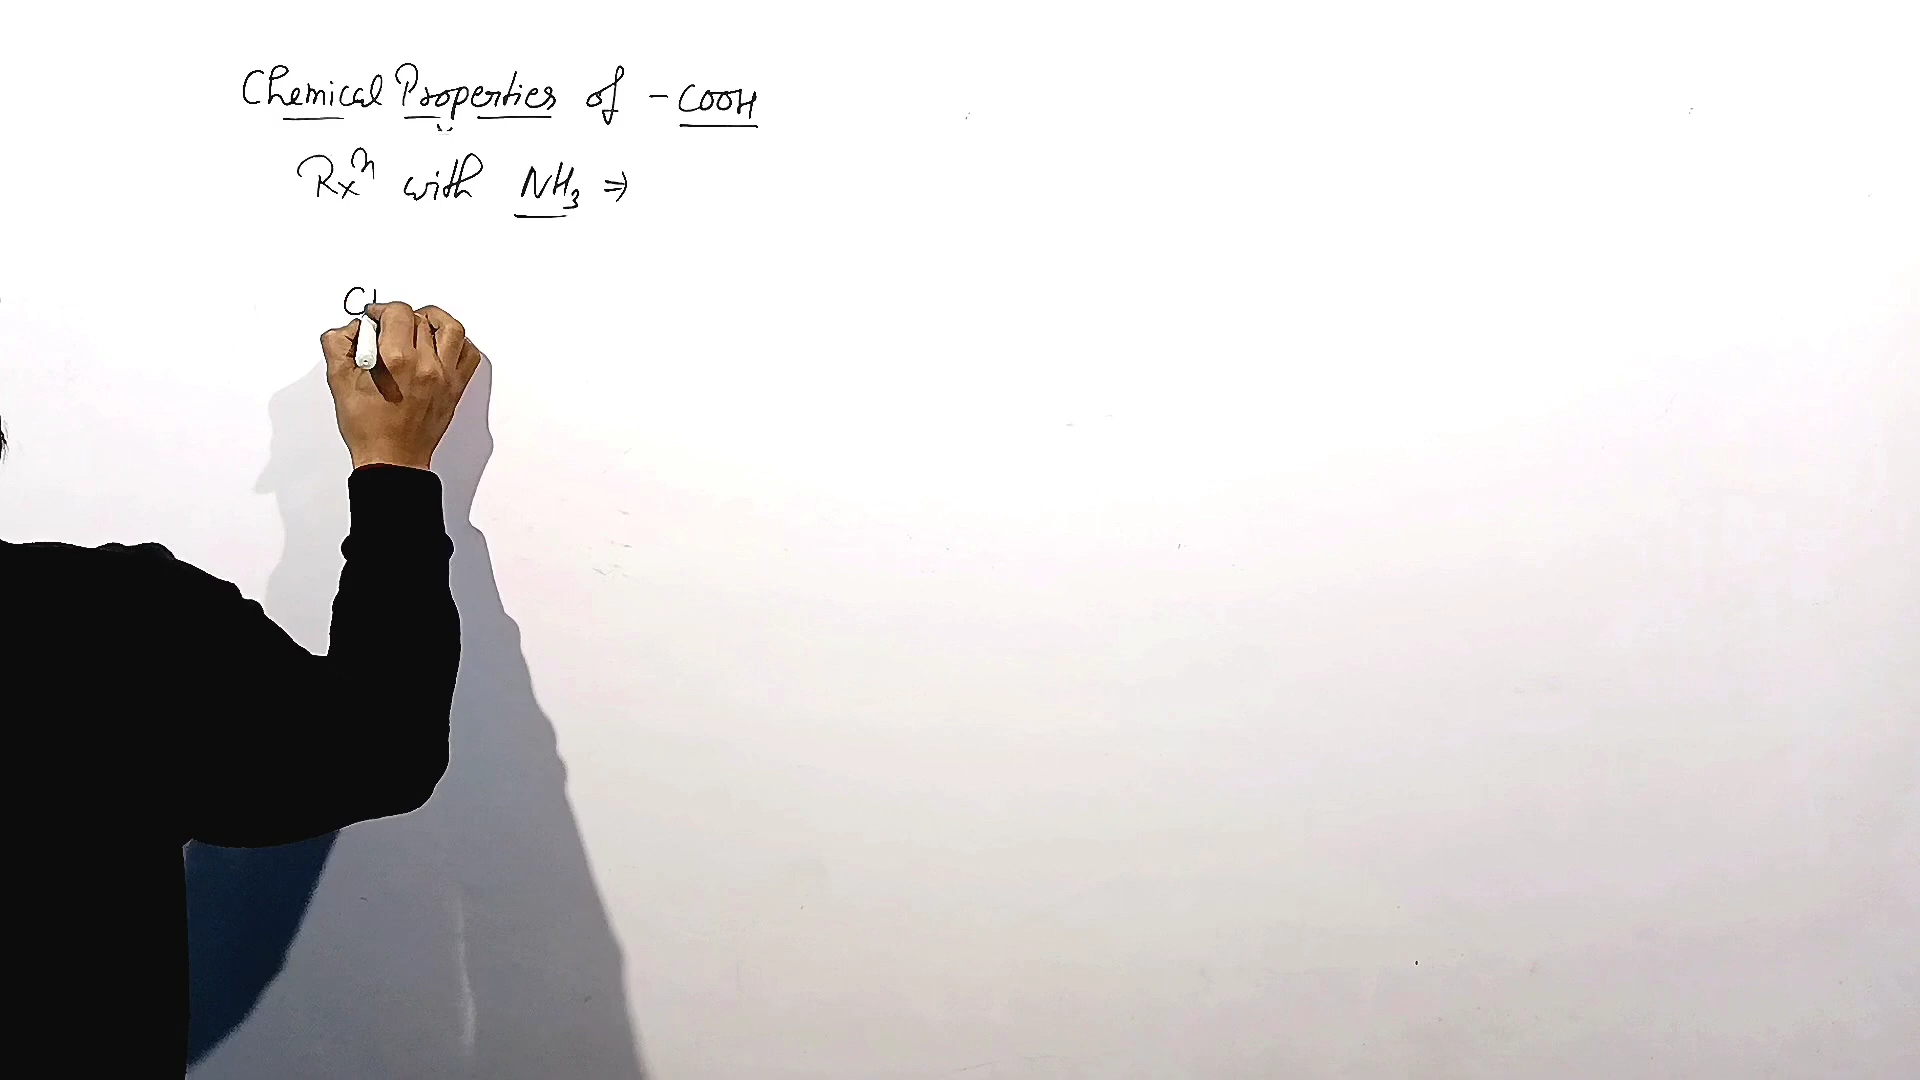 Chemical Properties of -COOH
Rxⁿ with NH₃ ⇒
C